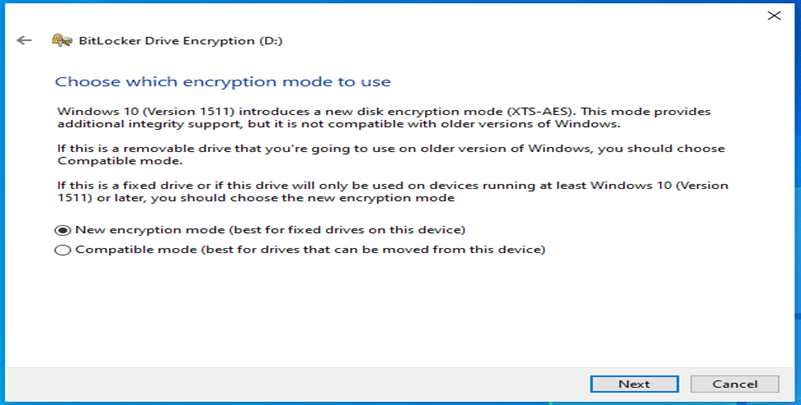 BitLocker Drive Encryption (D:)
Choose which encryption mode to use
Windows 10 (Version 1511) introduces a new disk encryption mode (XTS-AES). This mode provides
additional integrity support, but it is not compatible with older versions of Windows.
If this is a removable drive that you're going to use on older version of Windows, you should choose
Compatible mode.
If this is a fixed drive or if this drive will only be used on devices running at least Windows 10 (Version
1511) or later, you should choose the new encryption mode
New encryption mode (best for fixed drives on this device)
Compatible mode (best for drives that can be moved from this device)
Next
Cancel